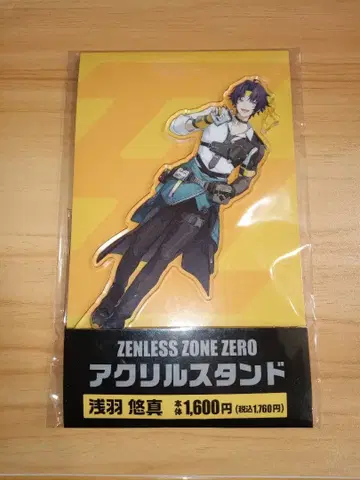 ZENLESS ZONE ZERO
アクリルスタンド
浅羽 悠真 本体 1,600円 (税込1,760円)